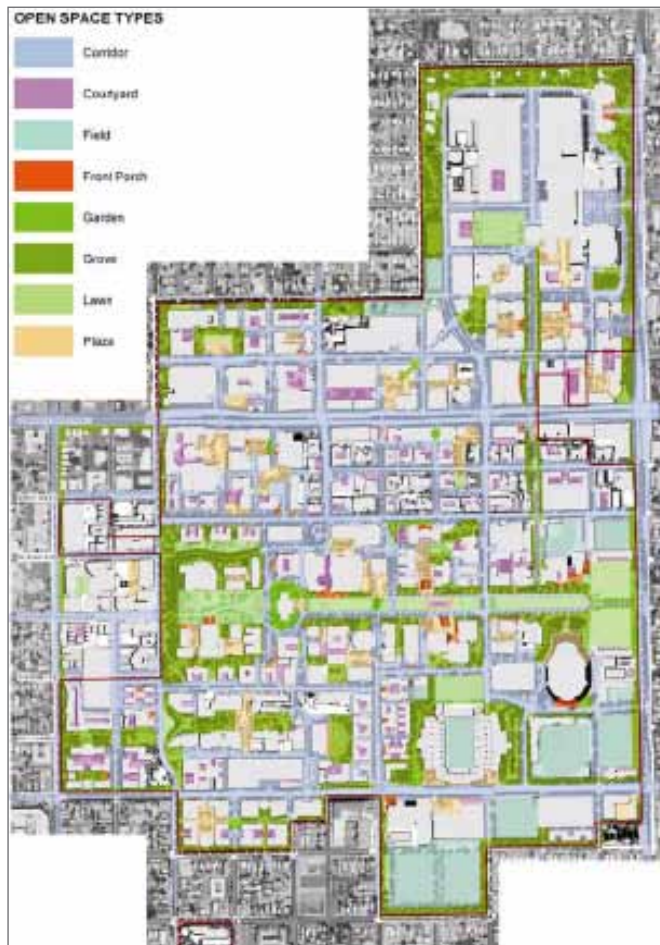 OPEN SPACE TYPES
Corridor
Courtyard
Field
Front Porch
Garden
Grove
Lawn
Plaza